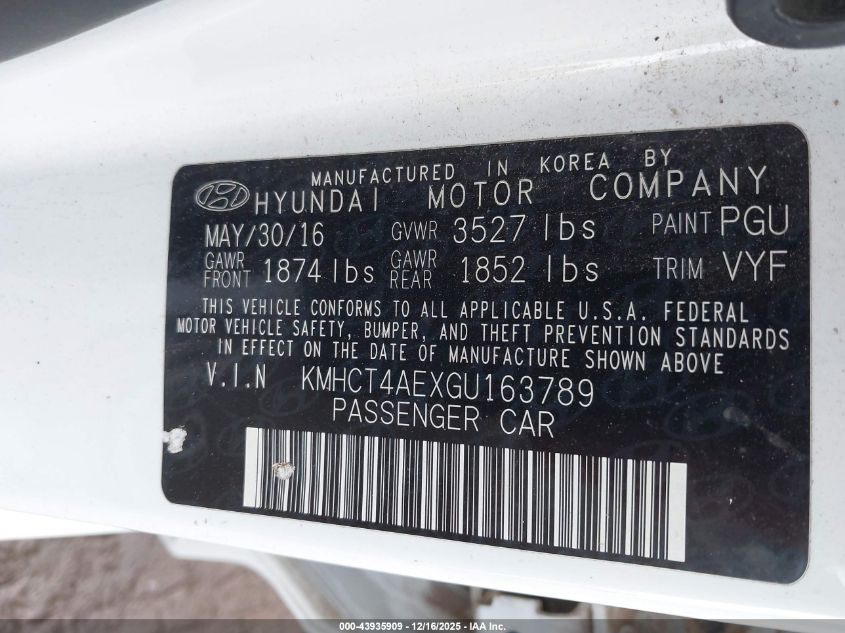 MANUFACTURED IN KOREA BY
HYUNDAI MOTOR COMPANY
MAY/30/16 GVWR 3527 lbs PAINT PGU
GAWR FRONT 1874 lbs GAWR REAR 1852 lbs TRIM VYF
THIS VEHICLE CONFORMS TO ALL APPLICABLE U.S.A. FEDERAL
MOTOR VEHICLE SAFETY, BUMPER, AND THEFT PREVENTION STANDARDS
IN EFFECT ON THE DATE OF MANUFACTURE SHOWN ABOVE
V.I.N KMHCT4AEXGU163789
PASSENGER CAR
000-43935909 - 12/16/2025 - IAA Inc.